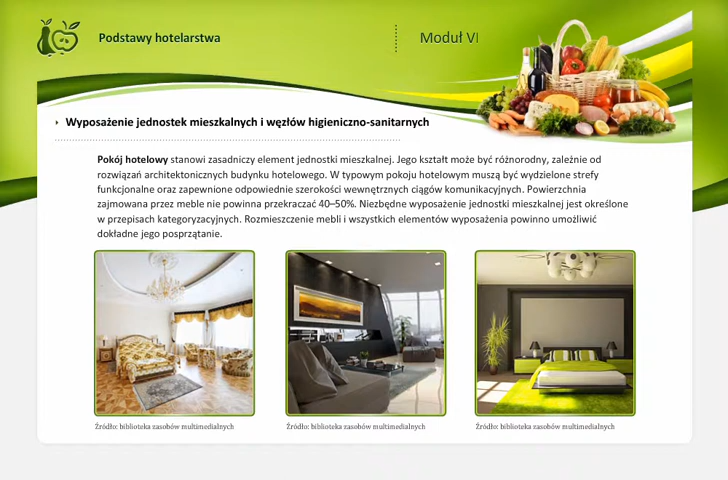 Podstawy hotelarstwa
Moduł VI
Wyposażenie jednostek mieszkalnych i węzłów higieniczno-sanitarnych
Pokój hotelowy stanowi zasadniczy element jednostki mieszkalnej. Jego kształt może być różnorodny, zależnie od
rozwiązań architektonicznych budynku hotelowego. W typowym pokoju hotelowym muszą być wydzielone strefy
funkcjonalne oraz zapewnione odpowiednie szerokości wewnętrznych ciągów komunikacyjnych. Powierzchnia
zajmowana przez meble nie powinna przekraczać 40–50%. Niezbędne wyposażenie jednostki mieszkalnej jest określone
w przepisach kategoryzacyjnych. Rozmieszczenie mebli i wszystkich elementów wyposażenia powinno umożliwić
dokładne jego posprzątanie.
Źródło: biblioteka zasobów multimedialnych
Źródło: biblioteka zasobów multimedialnych
Źródło: biblioteka zasobów multimedialnych